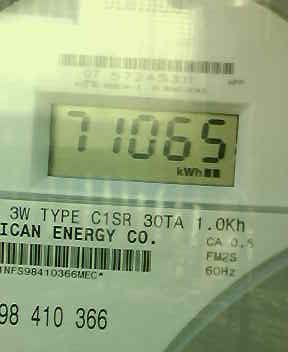 71065
kWh
3W TYPE C1SR 30TA 1.0Kh
ICAN ENERGY CO.
CA 0.5
FM2S
60Hz
1NFS98410366MEC*
98 410 366